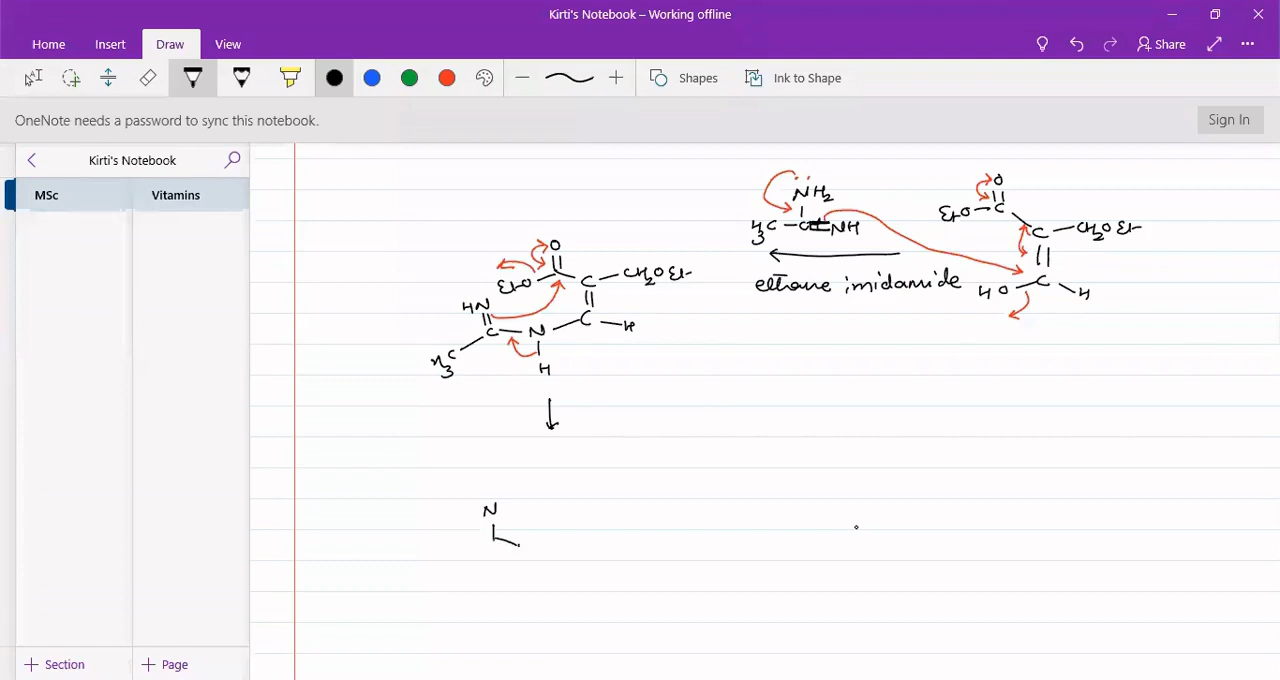 Kirti's Notebook – Working offline
Home Insert Draw View
Share
Shapes
Ink to Shape
OneNote needs a password to sync this notebook.
Sign In
Kirti's Notebook
MSc
Vitamins
NH2
H3C – C = NH
ethane imidamide
O
EtO – C
C – CH2OEt
C
HO
H
O
EtO
C – CH2OEt
HN
C – N
C – H
H3C
H
N
+ Section
+ Page